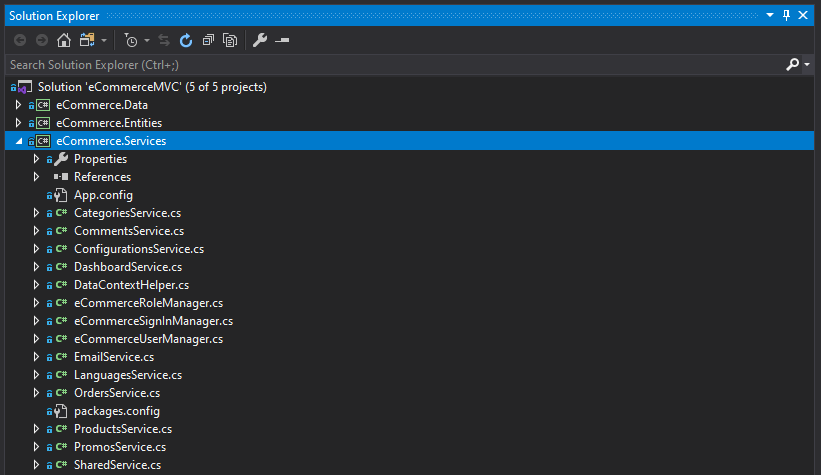 Solution Explorer
Search Solution Explorer (Ctrl+;)
Solution 'eCommerceMVC' (5 of 5 projects)
C# eCommerce.Data
C# eCommerce.Entities
C# eCommerce.Services
Properties
References
App.config
C# CategoriesService.cs
C# CommentsService.cs
C# ConfigurationsService.cs
C# DashboardService.cs
C# DataContextHelper.cs
C# eCommerceRoleManager.cs
C# eCommerceSignInManager.cs
C# eCommerceUserManager.cs
C# EmailService.cs
C# LanguagesService.cs
C# OrdersService.cs
packages.config
C# ProductsService.cs
C# PromosService.cs
C# SharedService.cs